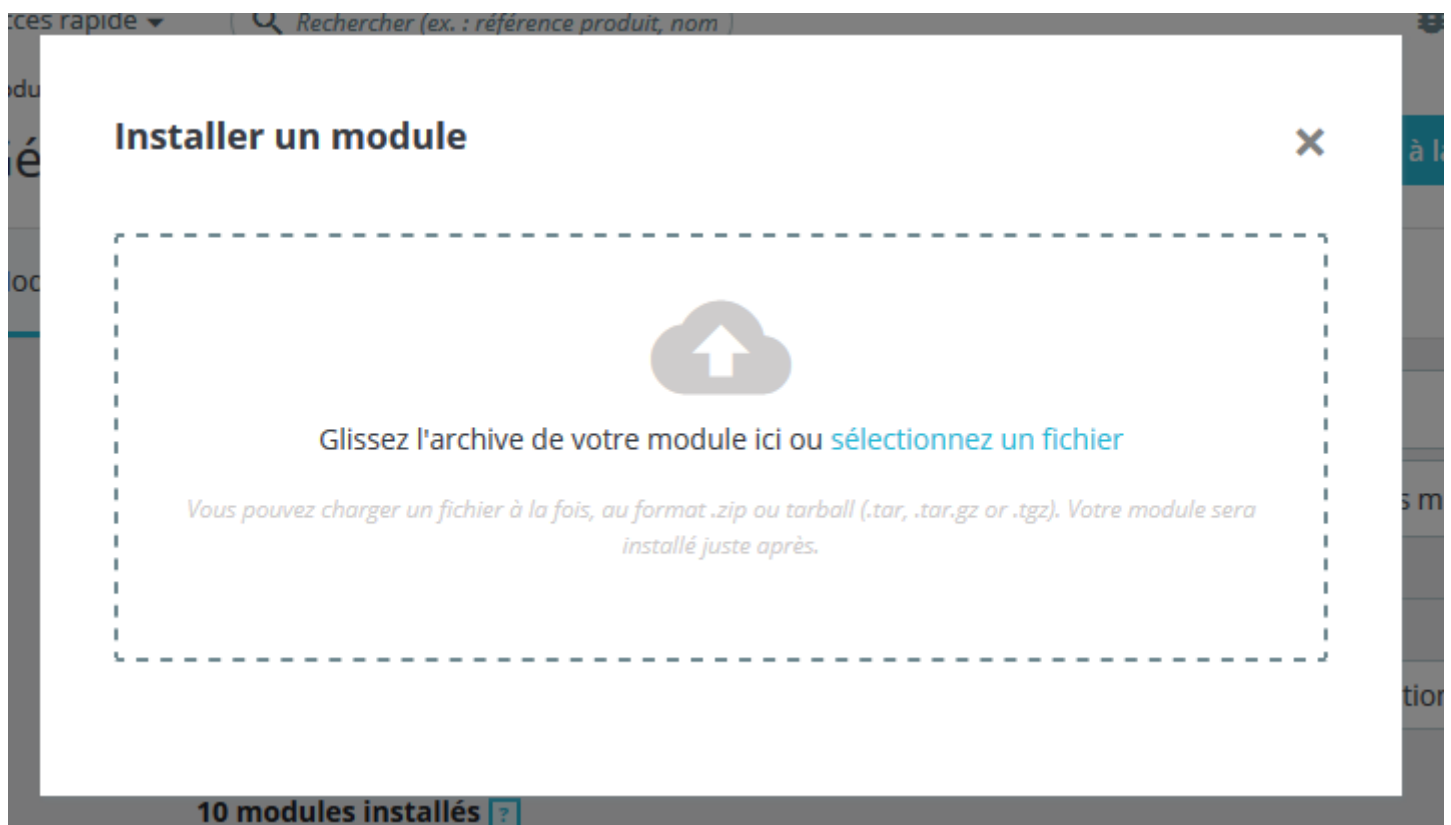 rapide
Rechercher (ex. : référence produit, nom
Installer un module
à
Glissez l'archive de votre module ici ou sélectionnez un fichier
Vous pouvez charger un fichier à la fois, au format .zip ou tarball (.tar, .tar.gz or .tgz). Votre module sera
installé juste après.
10 modules installés ?